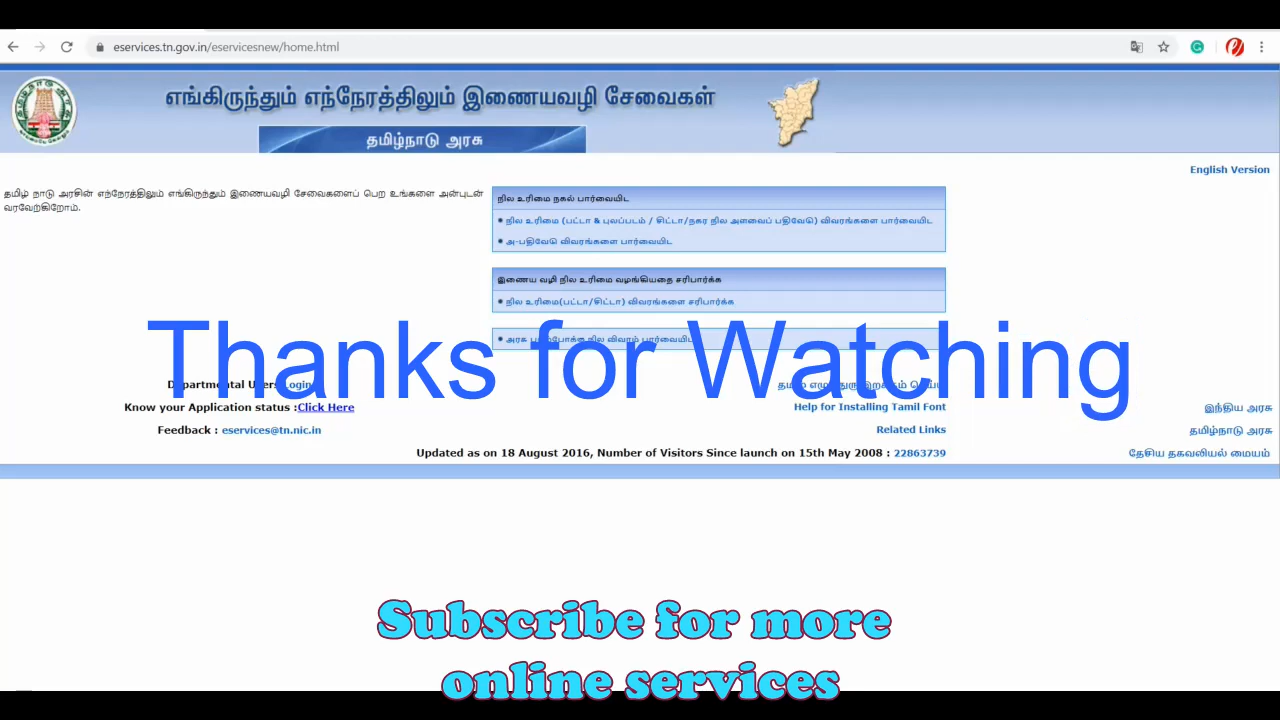 eservices.tn.gov.in/eservicesnew/home.html
எங்கிருந்தும் எந்நேரத்திலும் இணையவழி சேவைகள்
தமிழ்நாடு அரசு
English Version
தமிழ் நாடு அரசின் எந்நேரத்திலும் எங்கிருந்தும் இணையவழி சேவைகளைப் பெற உங்களை அன்புடன்
வரவேற்கிறோம்.
நில உரிமை நகல் பார்வையிட
நில உரிமை (பட்டா & புலப்படம் / சிட்டா/நகர நில அளவைப் பதிவேடு) விவரங்களை பார்வையிட
அ-பதிவேடு விவரங்களை பார்வையிட
இணைய வழி நில உரிமை வழங்கியதை சரிபார்க்க
நில உரிமை(பட்டா/சிட்டா) விவரங்களை சரிபார்க்க
அரசு நில விவரம் பார்வையிட
Thanks for Watching
Departmental Users Login
Know your Application status :Click Here
Help for Installing Tamil Font
இந்திய அரசு
Feedback : eservices@tn.nic.in
Related Links
தமிழ்நாடு அரசு
Updated as on 18 August 2016, Number of Visitors Since launch on 15th May 2008 : 22863739
தேசிய தகவலியல் மையம்
Subscribe for more
online services